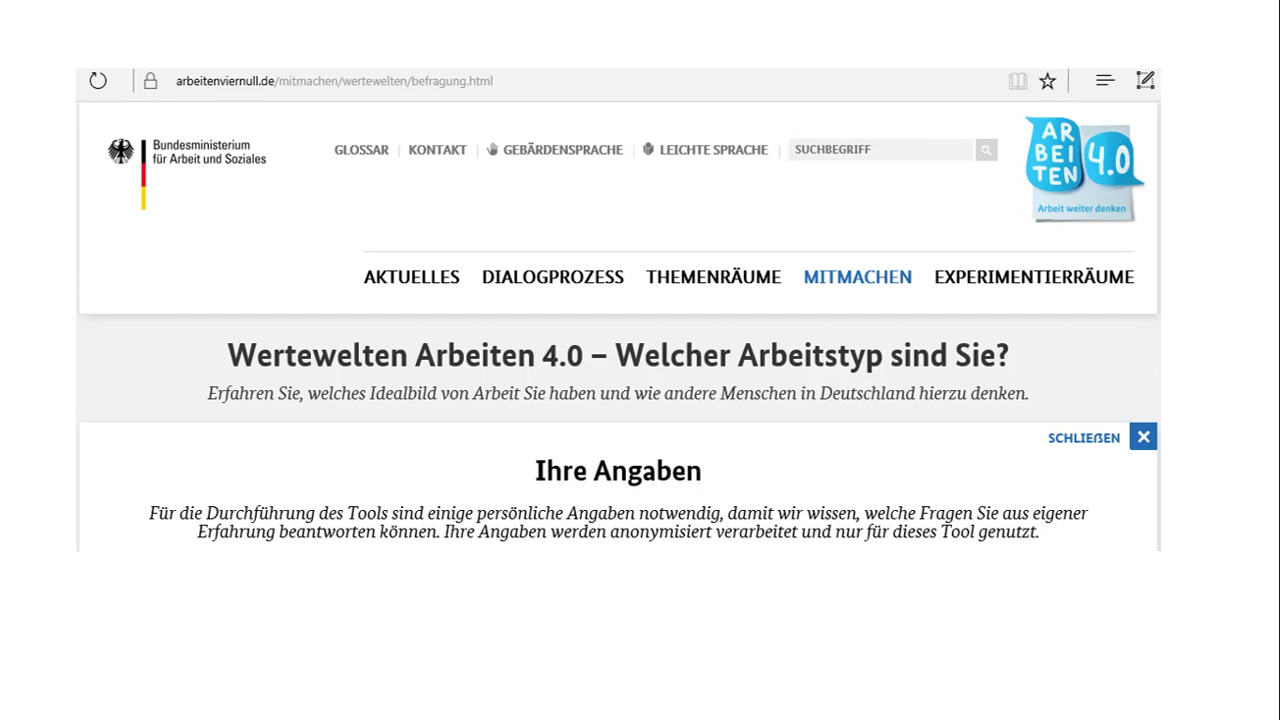 arbeitenviernull.de/mitmachen/wertewelten/befragung.html
Bundesministerium
für Arbeit und Soziales
GLOSSAR | KONTAKT | GEBÄRDENSPRACHE | LEICHTE SPRACHE | SUCHBEGRIFF
AR
BEI
TEN
4.0
Arbeit weiter denken
AKTUELLES DIALOGPROZESS THEMENRÄUME MITMACHEN EXPERIMENTIERRÄUME
Wertewelten Arbeiten 4.0 – Welcher Arbeitstyp sind Sie?
Erfahren Sie, welches Idealbild von Arbeit Sie haben und wie andere Menschen in Deutschland hierzu denken.
SCHLIEẞEN
Ihre Angaben
Für die Durchführung des Tools sind einige persönliche Angaben notwendig, damit wir wissen, welche Fragen Sie aus eigener
Erfahrung beantworten können. Ihre Angaben werden anonymisiert verarbeitet und nur für dieses Tool genutzt.